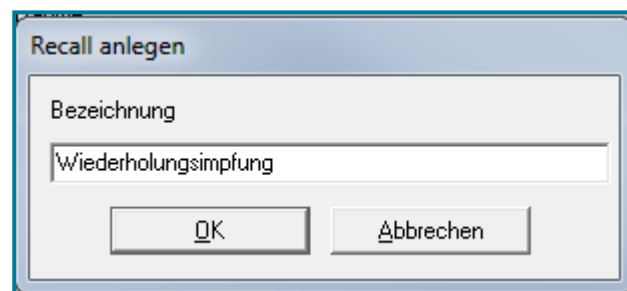 Recall anlegen
Bezeichnung
Wiederholungsimpfung
OK Abbrechen